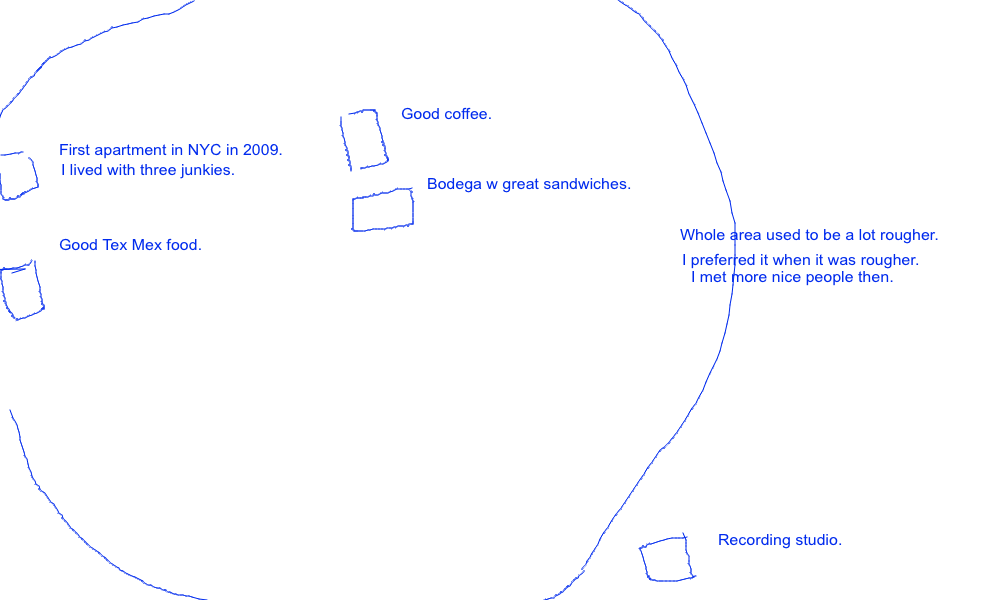 Good coffee.
First apartment in NYC in 2009.
I lived with three junkies.
Bodega w great sandwiches.
Good Tex Mex food.
Whole area used to be a lot rougher.
I preferred it when it was rougher.
I met more nice people then.
Recording studio.